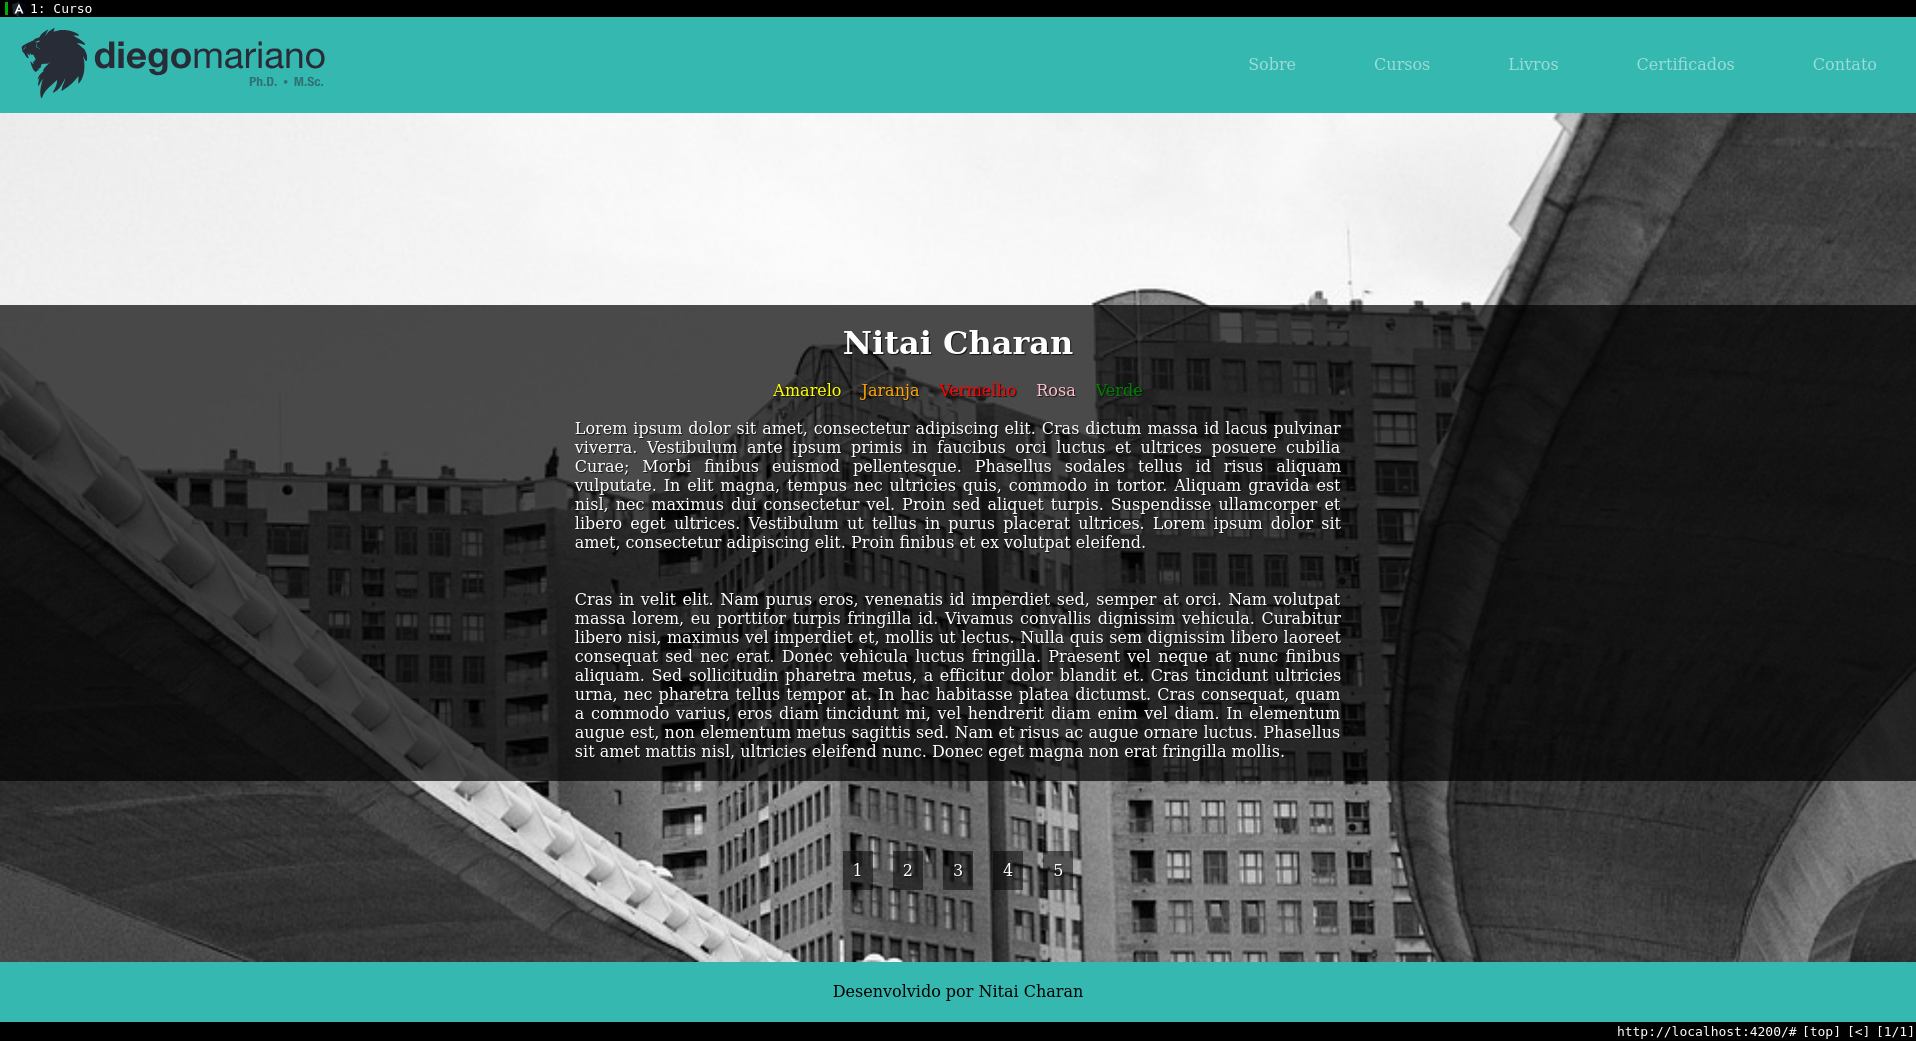 1: Curso
diegomariano
Ph.D. • M.Sc.
Sobre Cursos Livros Certificados Contato
Nitai Charan
Amarelo Jaranja Vermelho Rosa Verde
Lorem ipsum dolor sit amet, consectetur adipiscing elit. Cras dictum massa id lacus pulvinar
viverra. Vestibulum ante ipsum primis in faucibus orci luctus et ultrices posuere cubilia
Curae; Morbi finibus euismod pellentesque. Phasellus sodales tellus id risus aliquam
vulputate. In elit magna, tempus nec ultricies quis, commodo in tortor. Aliquam gravida est
nisl, nec maximus dui consectetur vel. Proin sed aliquet turpis. Suspendisse ullamcorper et
libero eget ultrices. Vestibulum ut tellus in purus placerat ultrices. Lorem ipsum dolor sit
amet, consectetur adipiscing elit. Proin finibus et ex volutpat eleifend.
Cras in velit elit. Nam purus eros, venenatis id imperdiet sed, semper at orci. Nam volutpat
massa lorem, eu porttitor turpis fringilla id. Vivamus convallis dignissim vehicula. Curabitur
libero nisi, maximus vel imperdiet et, mollis ut lectus. Nulla quis sem dignissim libero laoreet
consequat sed nec erat. Donec vehicula luctus fringilla. Praesent vel neque at nunc finibus
aliquam. Sed sollicitudin pharetra metus, a efficitur dolor blandit et. Cras tincidunt ultricies
urna, nec pharetra tellus tempor at. In hac habitasse platea dictumst. Cras consequat, quam
a commodo varius, eros diam tincidunt mi, vel hendrerit diam enim vel diam. In elementum
augue est, non elementum metus sagittis sed. Nam et risus ac augue ornare luctus. Phasellus
sit amet mattis nisl, ultricies eleifend nunc. Donec eget magna non erat fringilla mollis.
1 2 3 4 5
Desenvolvido por Nitai Charan
http://localhost:4200/# [top] [<] [1/1]